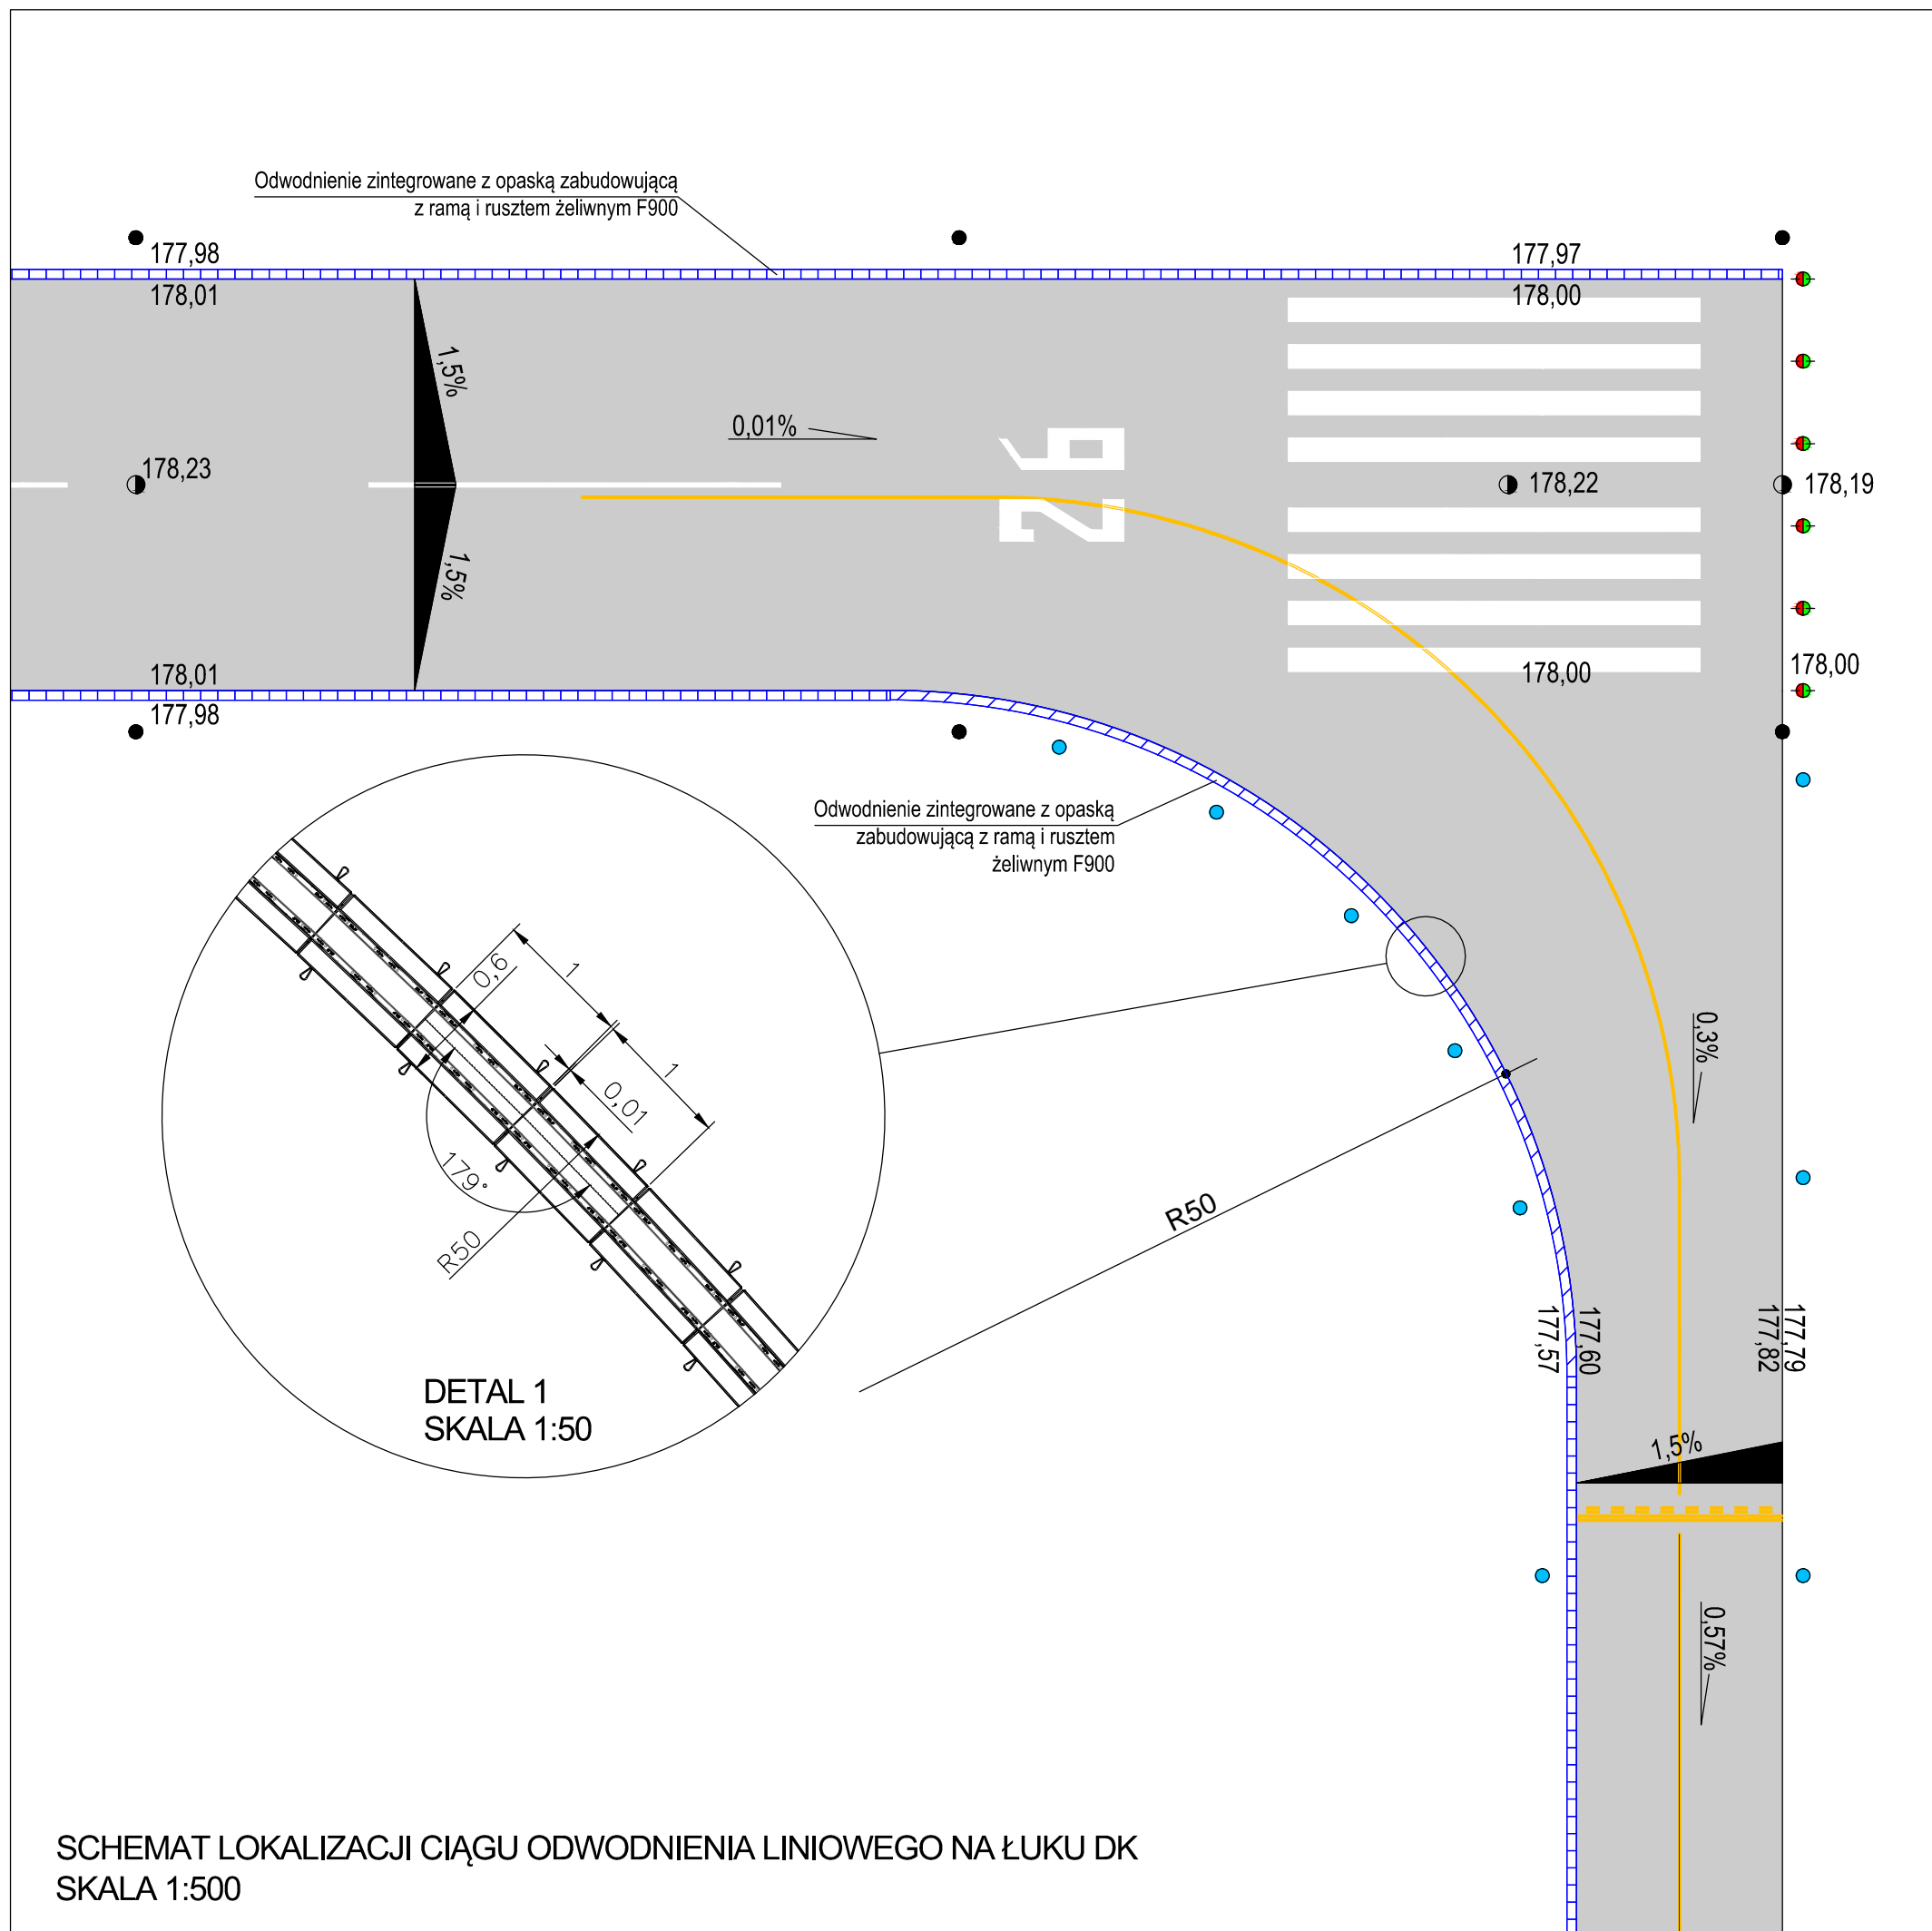 Odwodnienie zintegrowane z opaską zabudowującą
z ramą i rusztem żeliwnym F900
177,98
177,97
178,01
178,00
1,5%
0,01%
26
178,23
178,22
178,19
1,5%
178,01
178,00
178,00
177,98
Odwodnienie zintegrowane z opaską
zabudowującą z ramą i rusztem
żeliwnym F900
0,6
1
1
0,01
179°
R50
R50
0,3%
177,57
177,60
177,82
177,79
DETAL 1
SKALA 1:50
1,5%
0,57%
SCHEMAT LOKALIZACJI CIĄGU ODWODNIENIA LINIOWEGO NA ŁUKU DK
SKALA 1:500